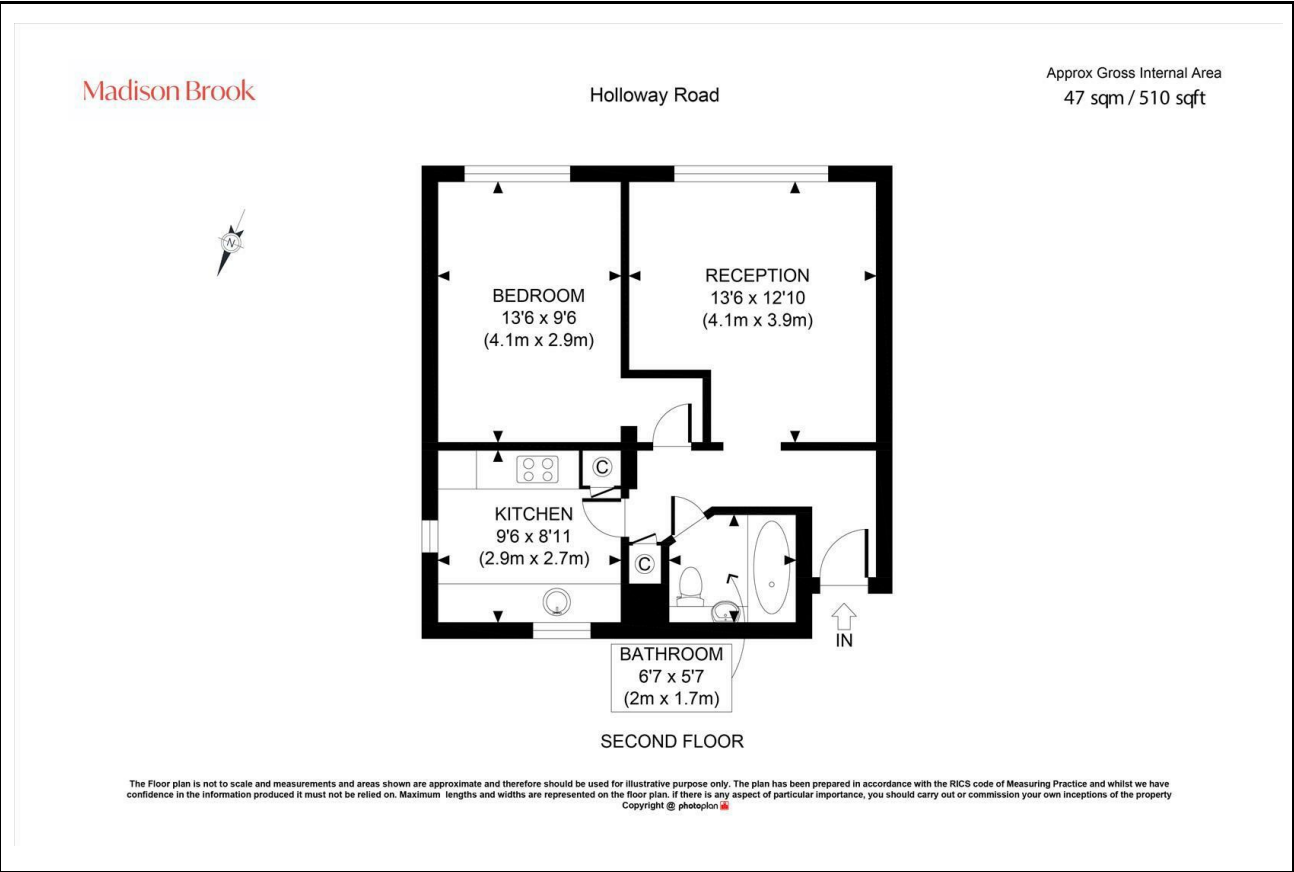 Madison Brook
Holloway Road
Approx Gross Internal Area
47 sqm / 510 sqft
N
BEDROOM
13'6 x 9'6
(4.1m x 2.9m)
RECEPTION
13'6 x 12'10
(4.1m x 3.9m)
C
KITCHEN
9'6 x 8'11
(2.9m x 2.7m)
C
IN
BATHROOM
6'7 x 5'7
(2m x 1.7m)
SECOND FLOOR
The Floor plan is not to scale and measurements and areas shown are approximate and therefore should be used for illustrative purpose only. The plan has been prepared in accordance with the RICS code of Measuring Practice and whilst we have
confidence in the information produced it must not be relied on. Maximum lengths and widths are represented on the floor plan. if there is any aspect of particular importance, you should carry out or commission your own inceptions of the property
Copyright @ photoplan